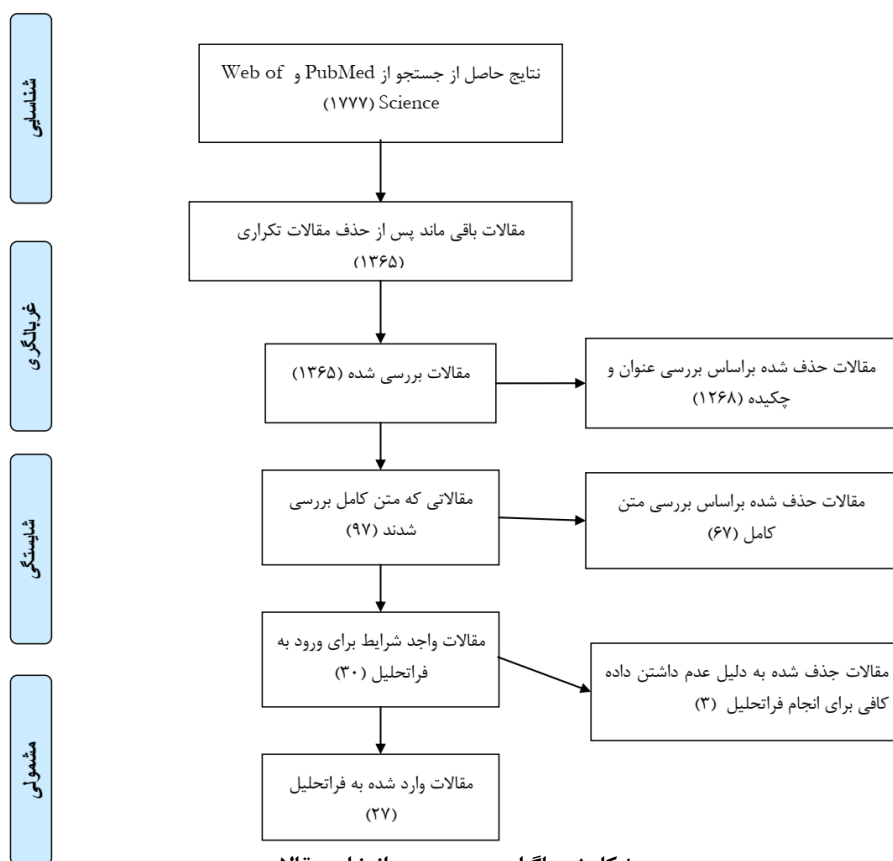 شناسایی
نتایج حاصل از جستجو از PubMed و Web of
Science (۱۷۷۷)
مقالات باقی ماند پس از حذف مقالات تکراری
(۱۳۶۵)
غربالگری
مقالات بررسی شده (۱۳۶۵)
مقالات حذف شده براساس بررسی عنوان و
چکیده (۱۲۶۸)
شایستگی
مقالاتی که متن کامل بررسی
شدند (۹۷)
مقالات حذف شده براساس بررسی متن
کامل (۶۷)
مقالات واجد شرایط برای ورود به
فراتحلیل (۳۰)
مقالات جذف شده به دلیل عدم داشتن داده
کافی برای انجام فراتحلیل (۳)
مشمولی
مقالات وارد شده به فراتحلیل
(۲۷)